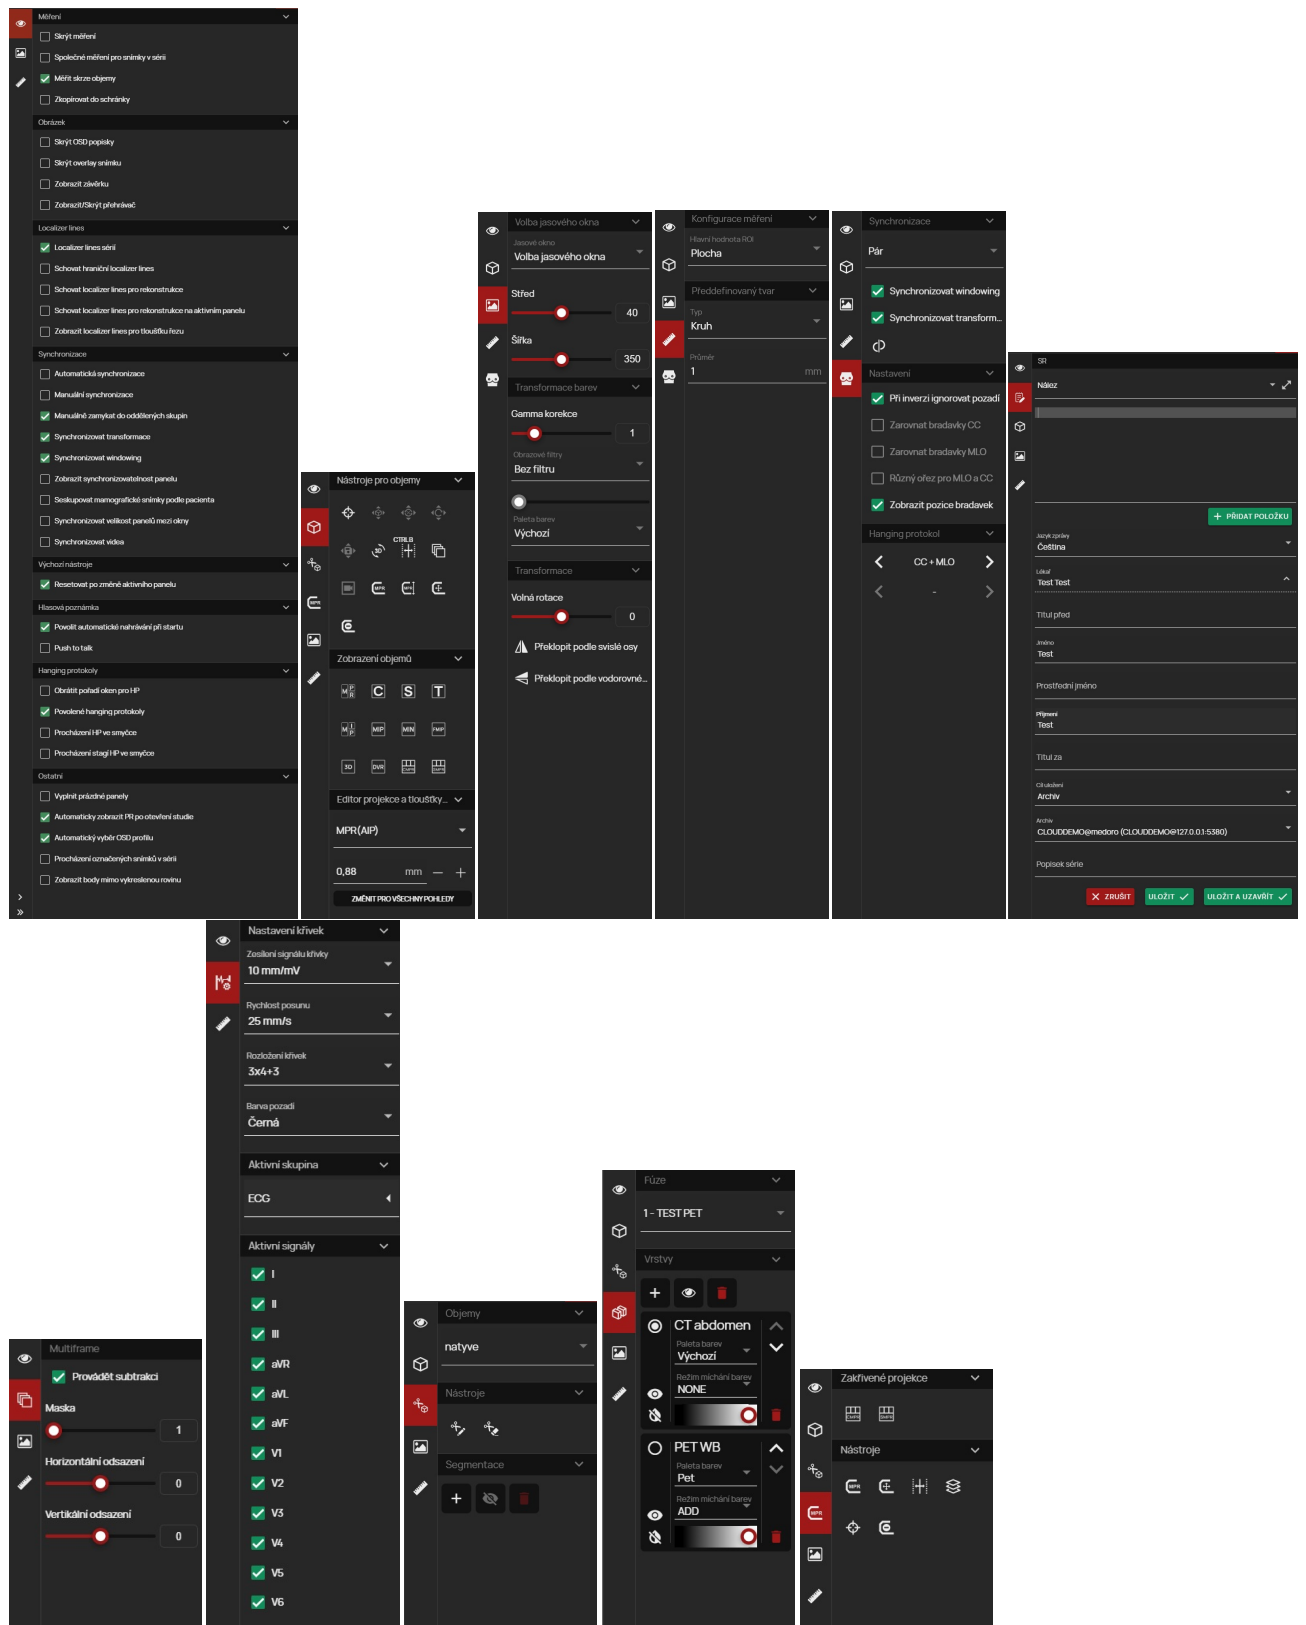 Měření
Skrýt měření
Společné měření pro snímky v sérii
Měřit skrze objemy
Zkopírovat do schránky
Obrázek
Skrýt OSD popisky
Skrýt overlay snímku
Zobrazit závěrku
Zobrazit/Skrýt přehrávač
Localizer lines
Localizer lines sérií
Schovat hraniční localizer lines
Schovat localizer lines pro rekonstrukce
Schovat localizer lines pro rekonstrukce na aktivním panelu
Zobrazit localizer lines pro tloušťku řezu
Synchronizace
Automatická synchronizace
Manuální synchronizace
Manuálně zamykat do oddělených skupin
Synchronizovat transformace
Synchronizovat windowing
Zobrazit synchronizovatelnost panelu
Seskupovat mamografické snímky podle pacienta
Synchronizovat velikost panelů mezi okny
Synchronizovat videa
Výchozí nástroje
Resetovat po změně aktivního panelu
Hlasová poznámka
Povolit automatické nahrávání při startu
Push to talk
Hanging protokoly
Obrátit pořadí oken pro HP
Povolené hanging protokoly
Procházení HP ve smyčce
Procházení stagí HP ve smyčce
Ostatní
Vyplnit prázdné panely
Automaticky zobrazit PR po otevření studie
Automatický výběr OSD profilu
Procházení označených snímků v sérii
Zobrazit body mimo vykreslenou rovinu
Nástroje pro objemy
CTRL B
3D
MPR MPR
Zobrazení objemů
MPR C S T
MIP MIP MIN FMIP
3D DVR CMPR SMPR
Editor projekce a tloušťky...
MPR(AIP)
0,88 mm
ZMĚNIT PRO VŠECHNY POHLEDY
Volba jasového okna
Jasové okno
Volba jasového okna
Střed
40
Šířka
350
Transformace barev
Gamma korekce
1
Obrazové filtry
Bez filtru
Paleta barev
Výchozí
Transformace
Volná rotace
0
Překlopit podle svislé osy
Překlopit podle vodorovné...
Konfigurace měření
Hlavní hodnota ROI
Plocha
Předdefinovaný tvar
Typ
Kruh
Průměr
1 mm
Synchronizace
Pár
Synchronizovat windowing
Synchronizovat transform...
Nastavení
Při inverzi ignorovat pozadí
Zarovnat bradavky CC
Zarovnat bradavky MLO
Různý ořez pro MLO a CC
Zobrazit pozice bradavek
Hanging protokol
CC + MLO
-
SR
Nález
+ PŘIDAT POLOŽKU
Jazyk zprávy
Čeština
Lékař
Test Test
Titul před
Jméno
Test
Prostřední jméno
Příjmení
Test
Titul za
Cíl uložení
Archiv
Archiv
CLOUDDEMO@medoro (CLOUDDEMO@127.0.0.1:5380)
Popisek série
ZRUŠIT ULOŽIT ULOŽIT A UZAVŘÍT
Multiframe
Provádět subtrakci
Maska
1
Horizontální odsazení
0
Vertikální odsazení
0
Nastavení křivek
Zesílení signálu křivky
10 mm/mV
Rychlost posunu
25 mm/s
Rozložení křivek
3x4+3
Barva pozadí
Černá
Aktivní skupina
ECG
Aktivní signály
I
II
III
aVR
aVL
aVF
V1
V2
V3
V4
V5
V6
Objemy
natyve
Nástroje
Segmentace
Fúze
1 - TEST PET
Vrstvy
CT abdomen
Paleta barev
Výchozí
Režim míchání barev
NONE
PET WB
Paleta barev
Pet
Režim míchání barev
ADD
Zakřivené projekce
CMPR SMPR
Nástroje
MPR
MPR